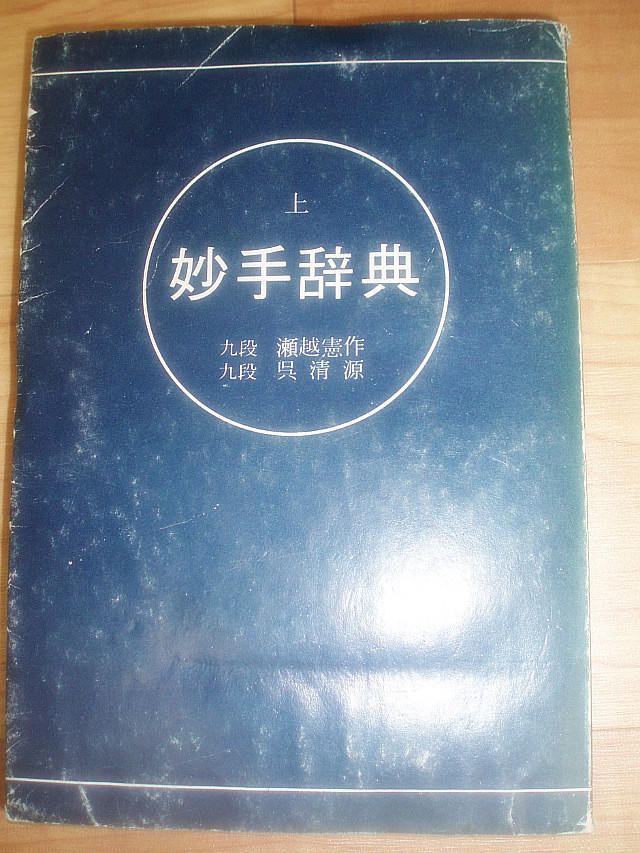 上
妙手辞典
九段 瀬越憲作
九段 呉清源